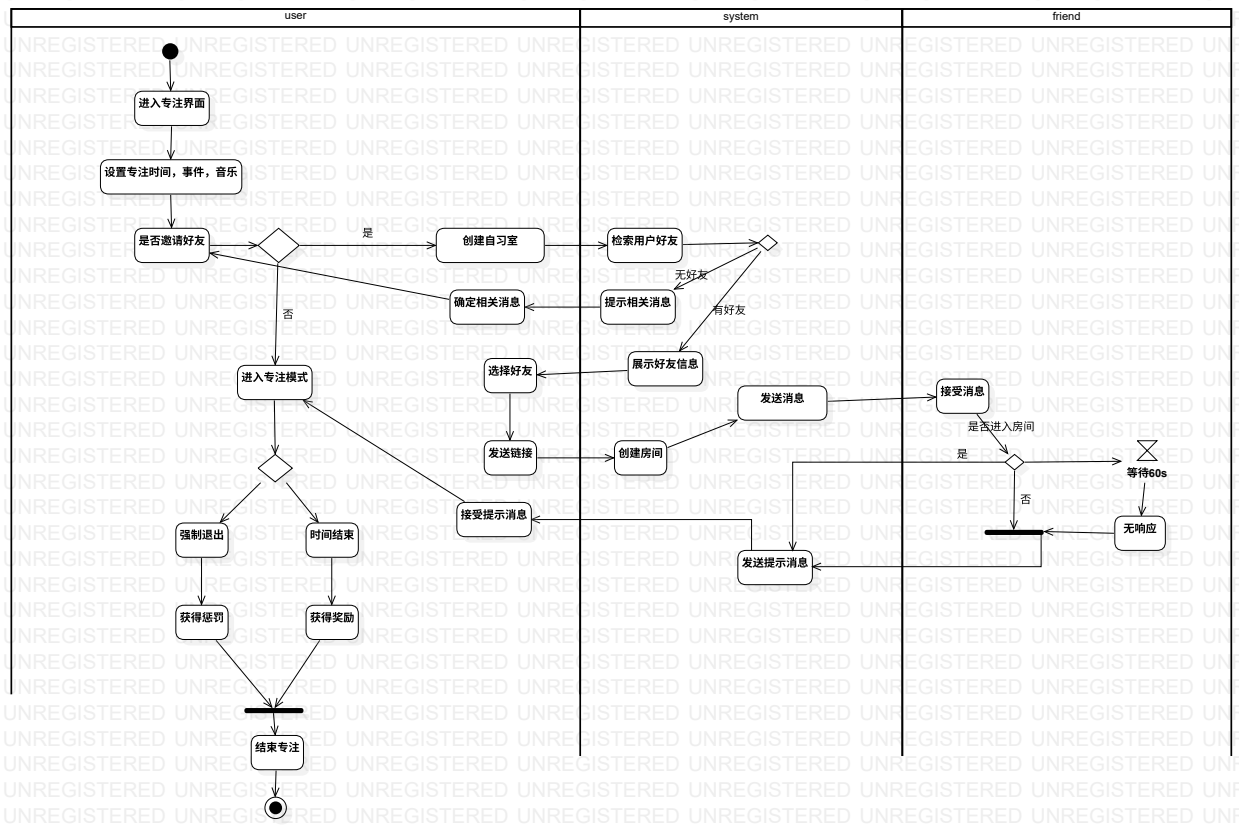 user
system
friend
进入专注界面
设置专注时间，事件，音乐
是否邀请好友
是
创建自习室
检索用户好友
无好友
确定相关消息
提示相关消息
有好友
否
展示好友信息
选择好友
进入专注模式
发送消息
接受消息
是否进入房间
发送链接
创建房间
是
等待60s
否
接受提示消息
无响应
强制退出
时间结束
发送提示消息
获得惩罚
获得奖励
结束专注
UNREGISTERED